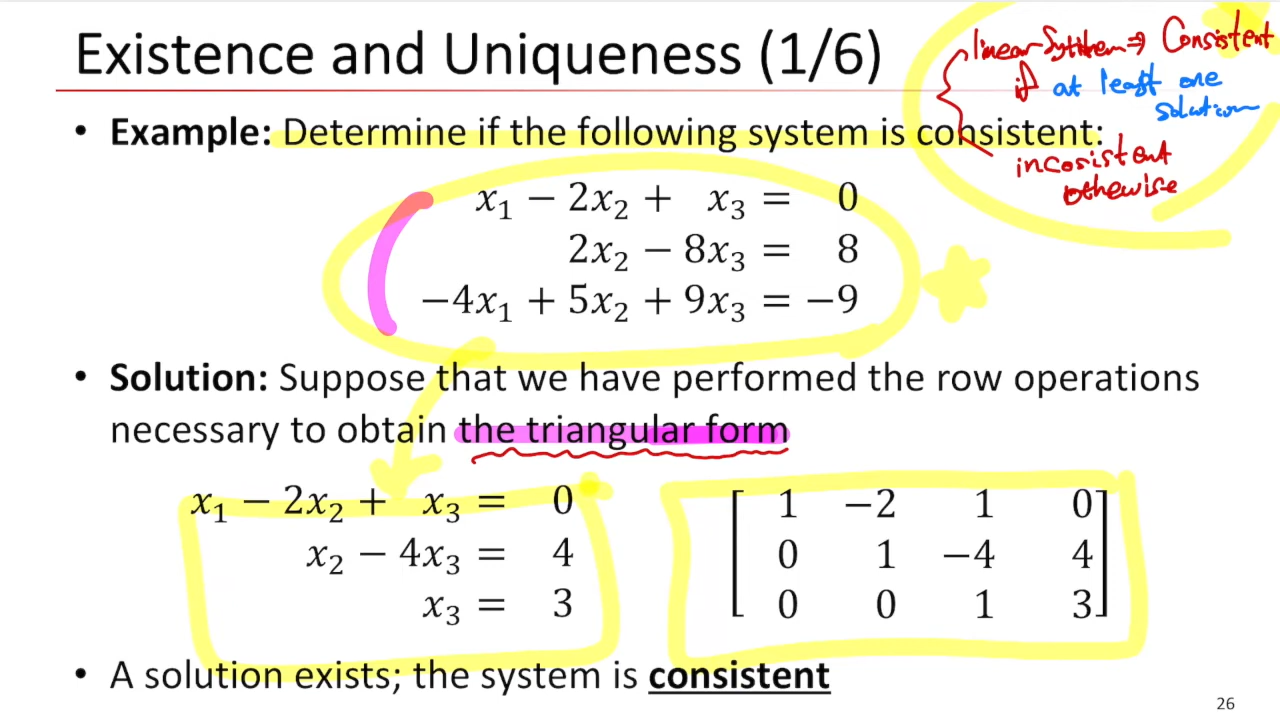 Existence and Uniqueness (1/6)
linear Systhem ⇒ Consistent
if at least one
solution
incosistent
othewise
• Example: Determine if the following system is consistent:
x₁ − 2x₂ + x₃ = 0
2x₂ − 8x₃ = 8
−4x₁ + 5x₂ + 9x₃ = −9
• Solution: Suppose that we have performed the row operations
necessary to obtain the triangular form
x₁ − 2x₂ + x₃ = 0
x₂ − 4x₃ = 4
x₃ = 3
1 −2 1 0
0 1 −4 4
0 0 1 3
• A solution exists; the system is consistent
26